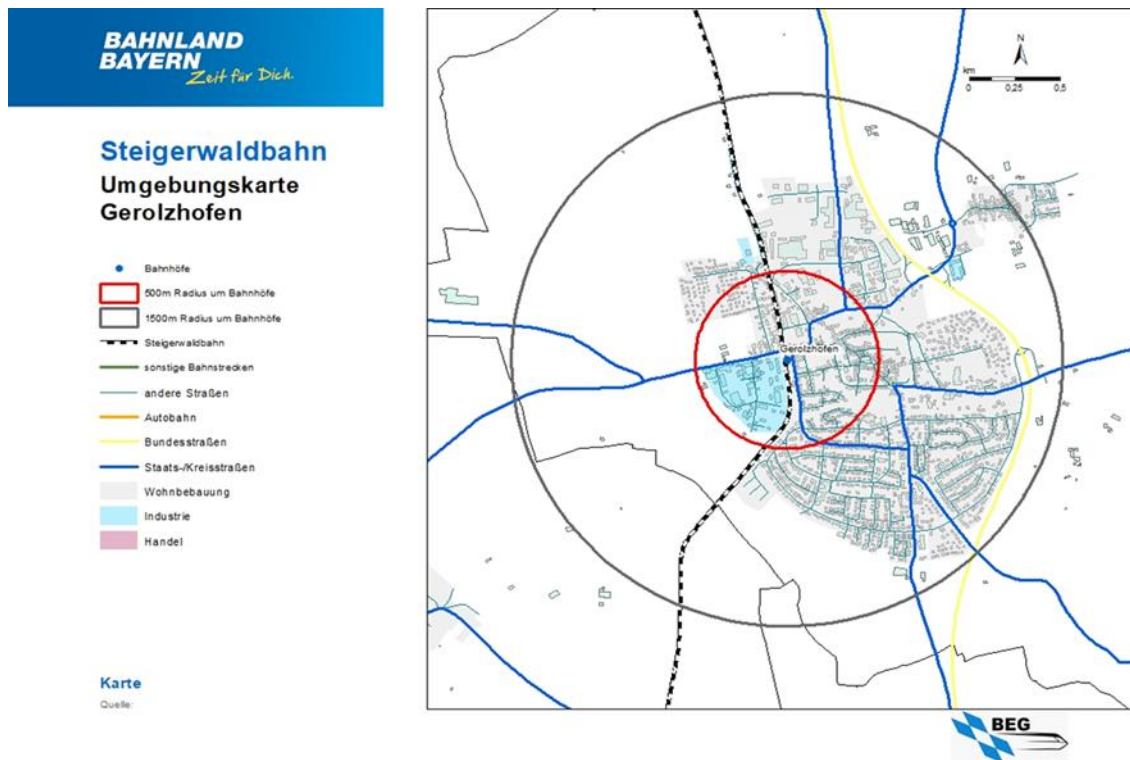 BAHNLAND
BAYERN
Zeit für Dich.
Steigerwaldbahn
Umgebungskarte
Gerolzhofen
Bahnhöfe
500m Radius um Bahnhöfe
1500m Radius um Bahnhöfe
Steigerwaldbahn
sonstige Bahnstrecken
andere Straßen
Autobahn
Bundesstraßen
Staats-/Kreisstraßen
Wohnbebauung
Industrie
Handel
Karte
Quelle:
N
km
0 0,25 0,5
Gerolzhofen
BEG